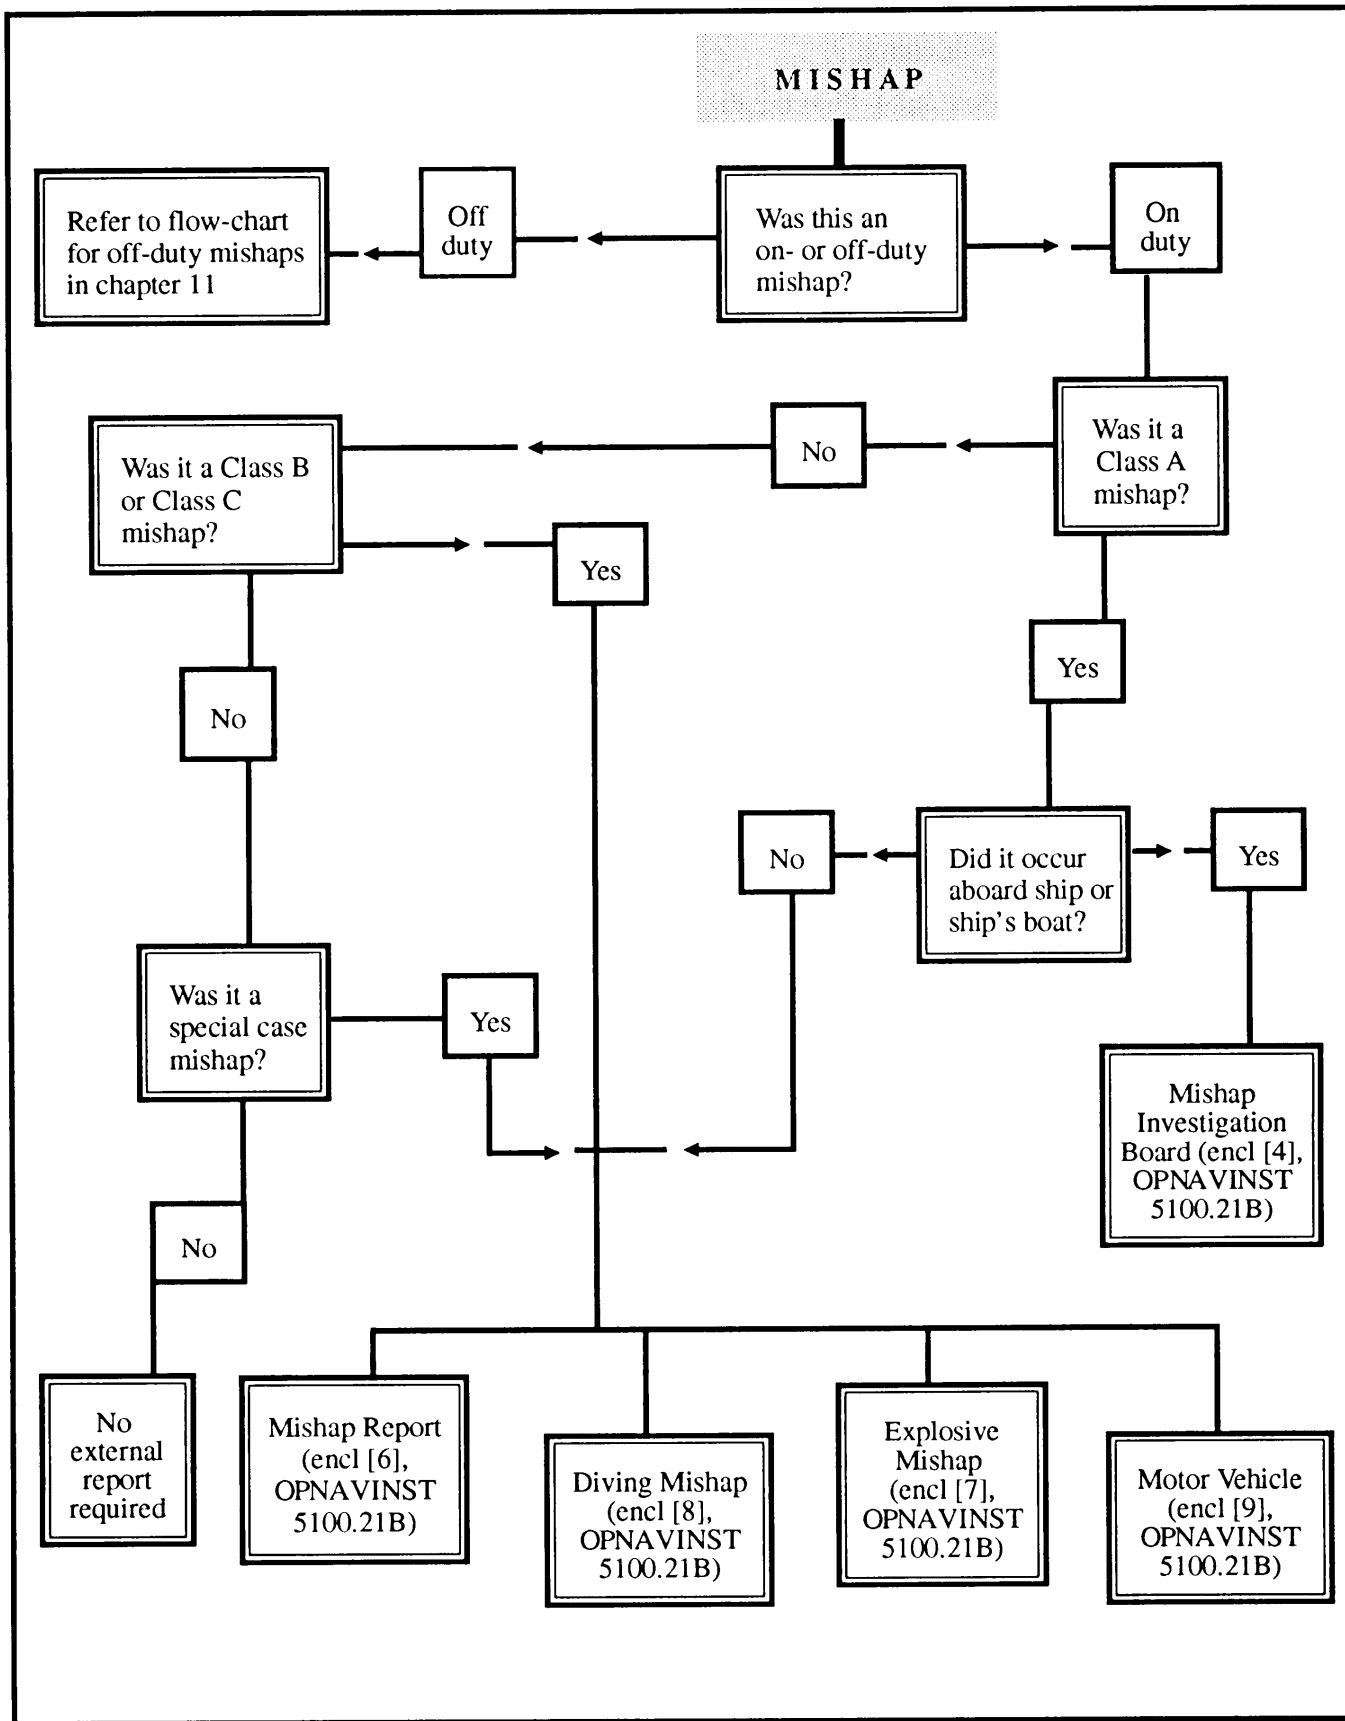 MISHAP
Refer to flow-chart
for off-duty mishaps
in chapter 11
Off
duty
Was this an
on- or off-duty
mishap?
On
duty
Was it a Class B
or Class C
mishap?
No
Was it a
Class A
mishap?
Yes
Yes
No
No
Did it occur
aboard ship or
ship's boat?
Yes
Was it a
special case
mishap?
Yes
Mishap
Investigation
Board (encl [4],
OPNAVINST
5100.21B)
No
No
external
report
required
Mishap Report
(encl [6],
OPNAVINST
5100.21B)
Diving Mishap
(encl [8],
OPNAVINST
5100.21B)
Explosive
Mishap
(encl [7],
OPNAVINST
5100.21B)
Motor Vehicle
(encl [9],
OPNAVINST
5100.21B)